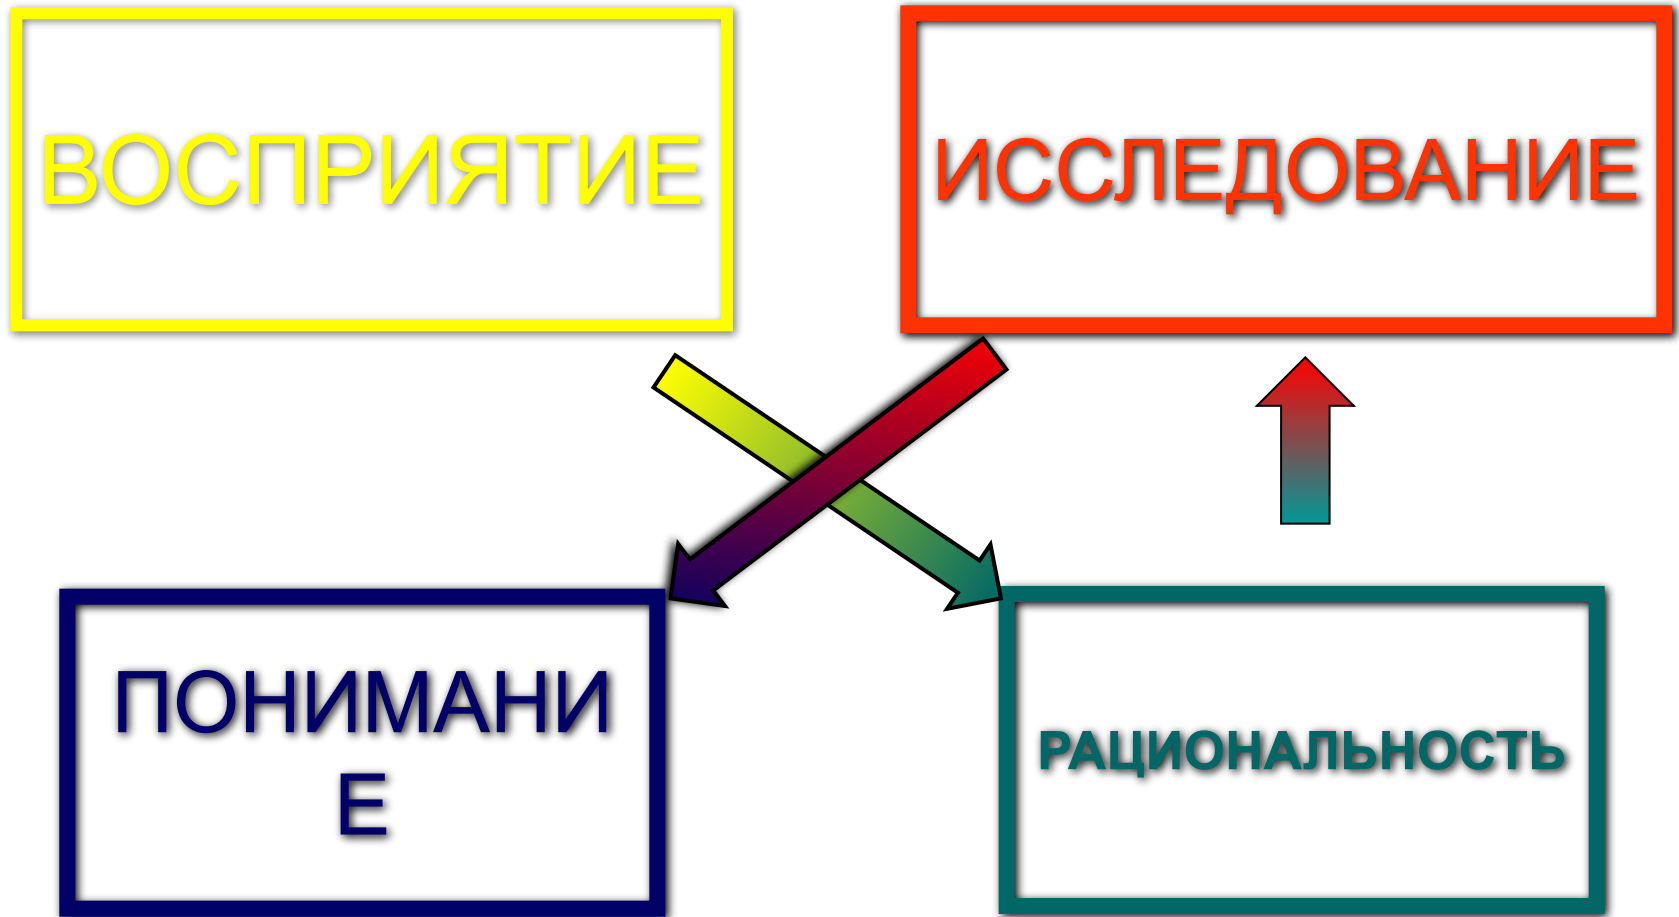 ВОСПРИЯТИЕ
ИССЛЕДОВАНИЕ
ПОНИМАНИ
Е
РАЦИОНАЛЬНОСТЬ